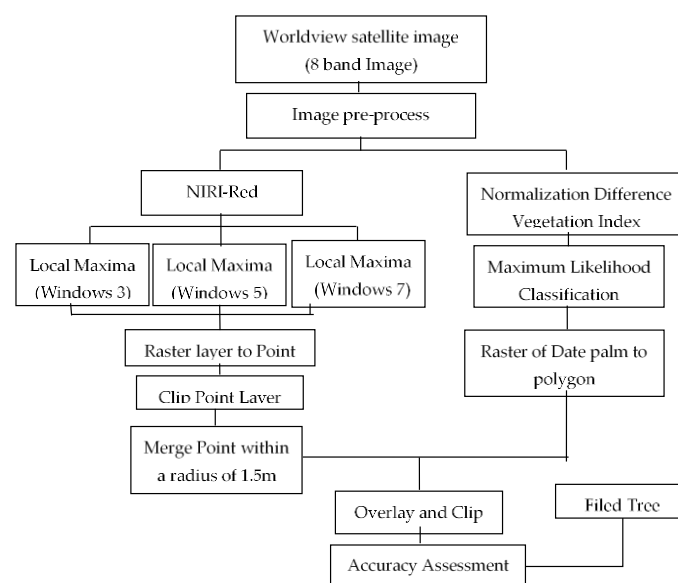 Worldview satellite image
(8 band Image)
Image pre-process
NIRI-Red
Normalization Difference
Vegetation Index
Local Maxima
(Windows 3)
Local Maxima
(Windows 5)
Local Maxima
(Windows 7)
Maximum Likelihood
Classification
Raster layer to Point
Raster of Date palm to
polygon
Clip Point Layer
Merge Point within
a radius of 1.5m
Overlay and Clip
Filed Tree
Accuracy Assessment